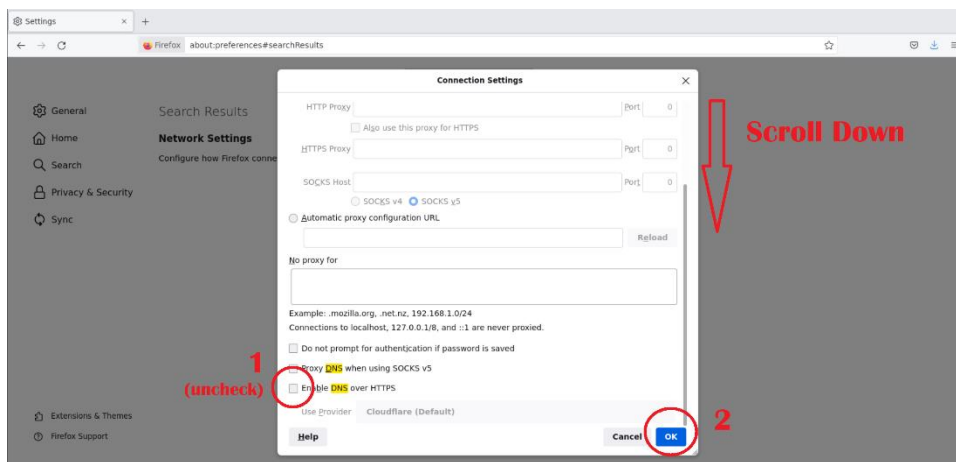 Settings
Firefox about:preferences#searchResults
Connection Settings
General
Home
Search
Privacy & Security
Sync
Extensions & Themes
Firefox Support
Search Results
Network Settings
Configure how Firefox conne
HTTP Proxy Port 0
Also use this proxy for HTTPS
HTTPS Proxy Port 0
SOCKS Host Port 0
SOCKS v4 SOCKS v5
Automatic proxy configuration URL
Reload
No proxy for
Example: .mozilla.org, .net.nz, 192.168.1.0/24
Connections to localhost, 127.0.0.1/8, and ::1 are never proxied.
Do not prompt for authentication if password is saved
Proxy DNS when using SOCKS v5
Enable DNS over HTTPS
Use Provider Cloudflare (Default)
Help Cancel OK
Scroll Down
1
(uncheck)
2